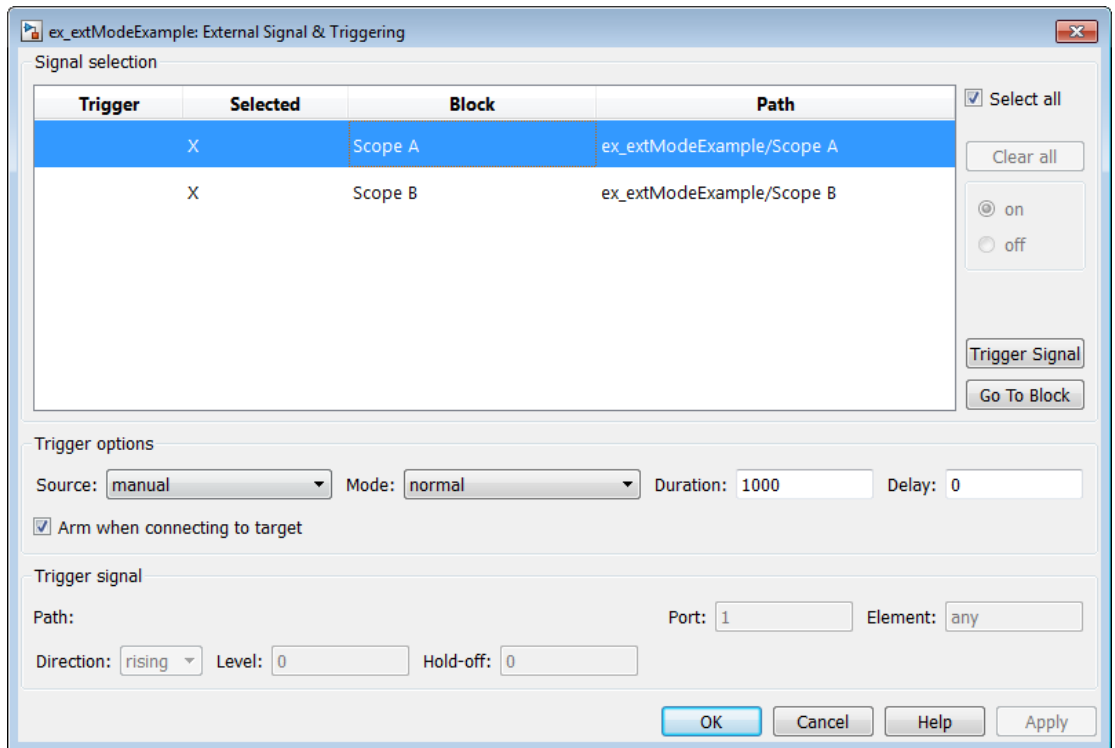 ex_extModeExample: External Signal & Triggering
Signal selection
Trigger Selected Block Path
Select all
X Scope A ex_extModeExample/Scope A
Clear all
X Scope B ex_extModeExample/Scope B
on
off
Trigger Signal
Go To Block
Trigger options
Source: manual Mode: normal Duration: 1000 Delay: 0
Arm when connecting to target
Trigger signal
Path: Port: 1 Element: any
Direction: rising Level: 0 Hold-off: 0
OK Cancel Help Apply